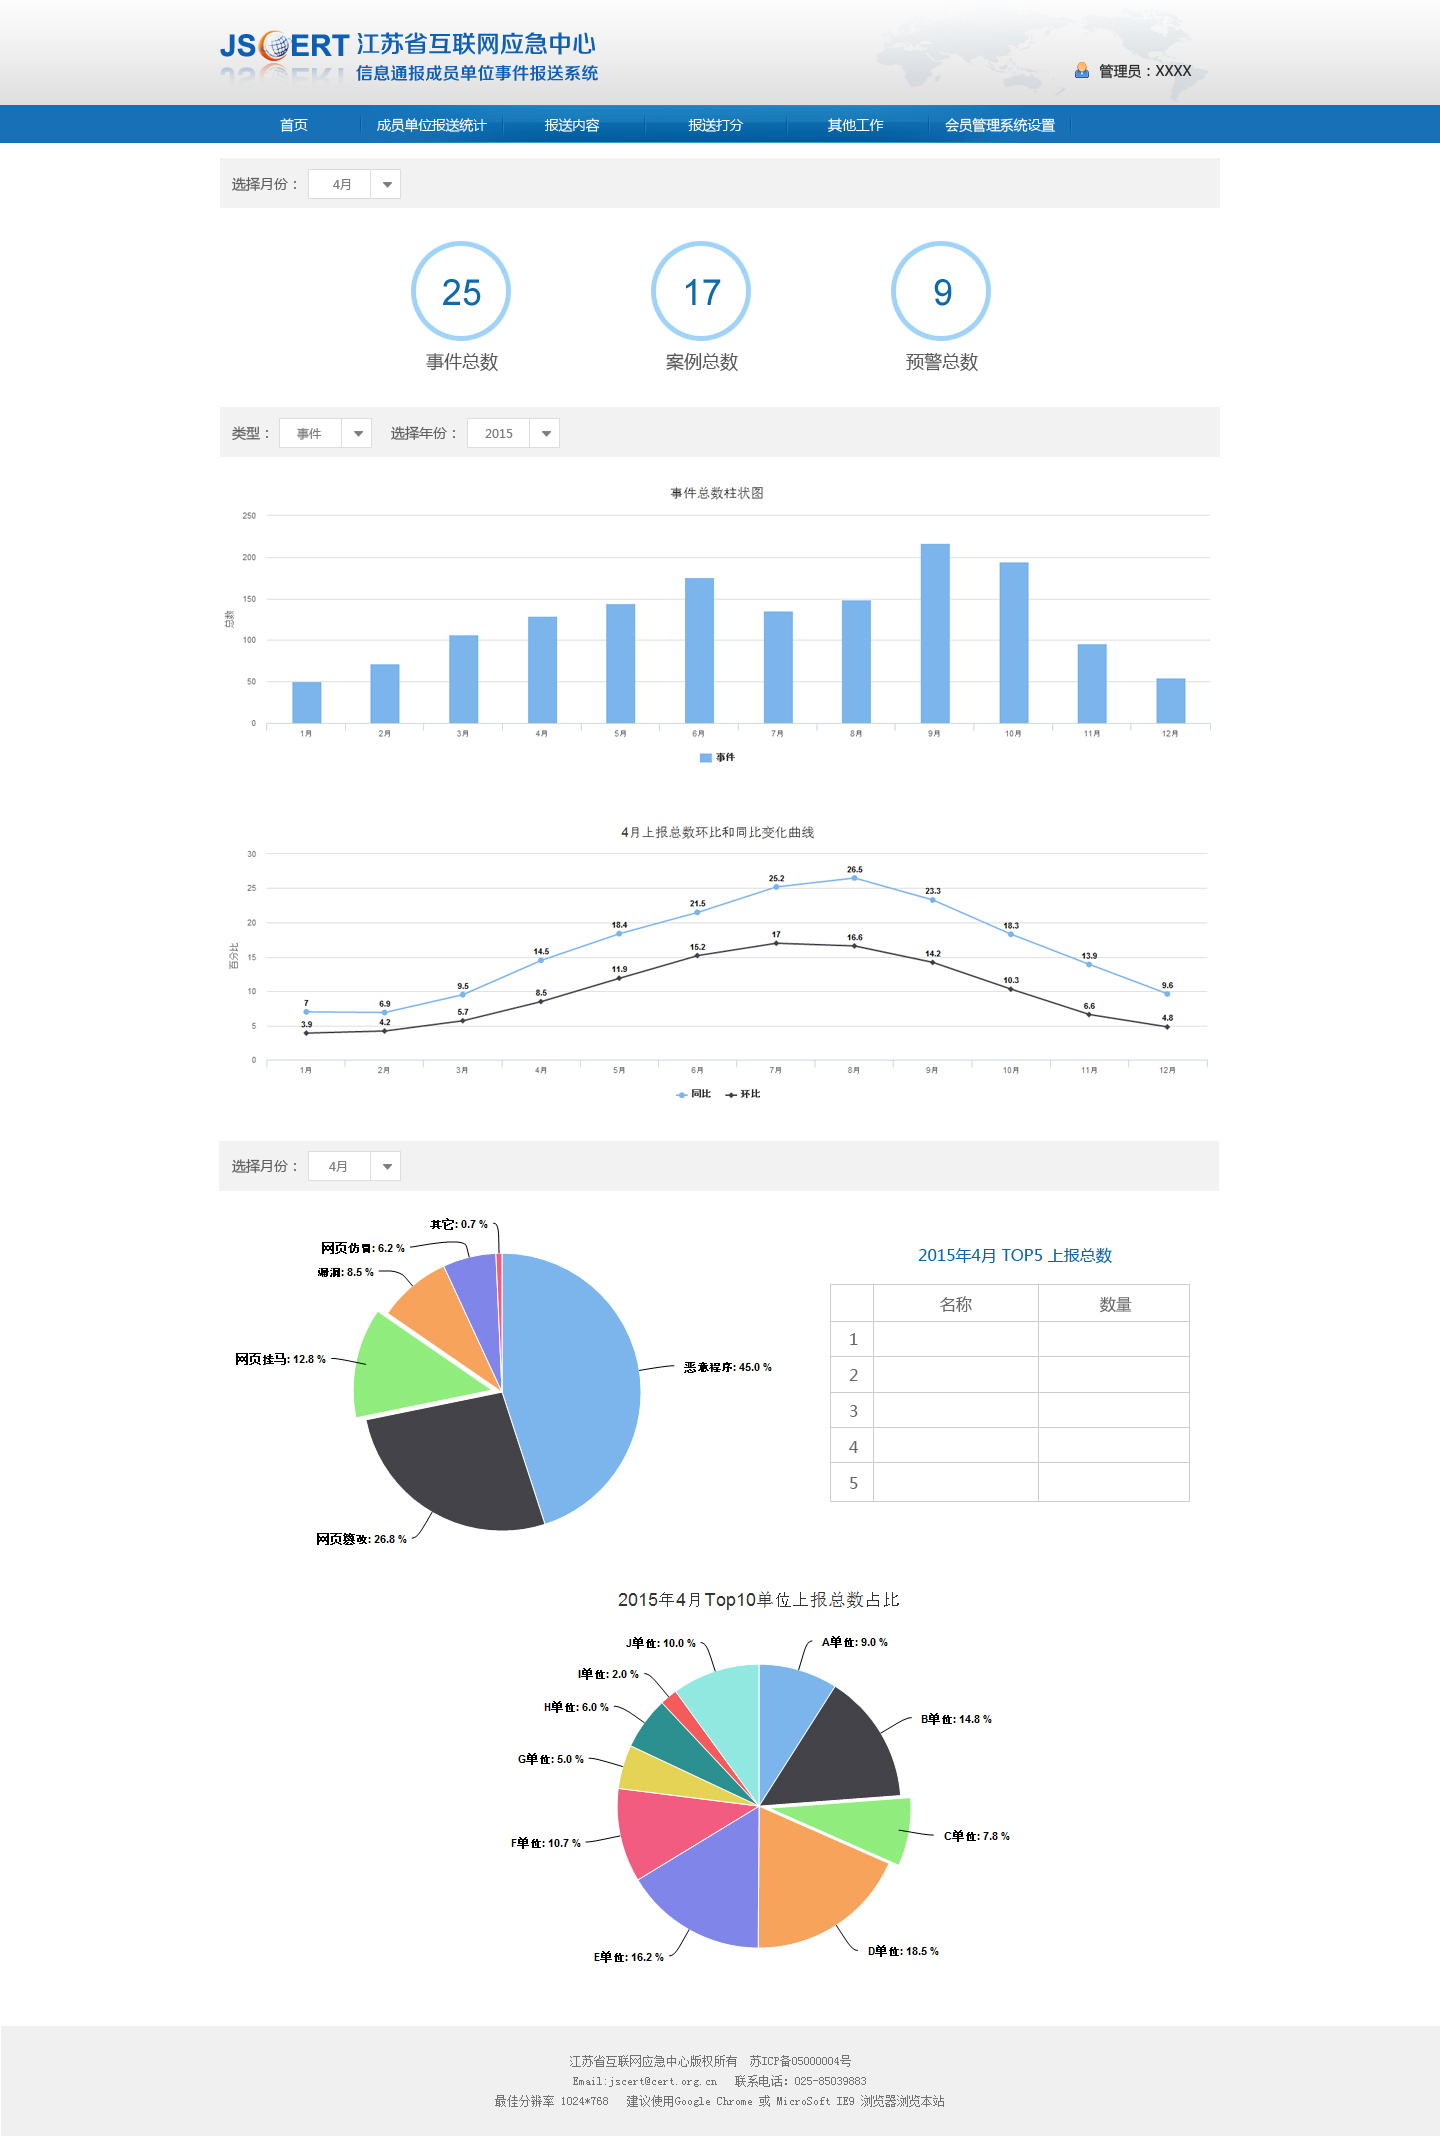 JSCERT 江苏省互联网应急中心
信息通报成员单位事件报送系统
管理员：XXXX
首页 成员单位报送统计 报送内容 报送打分 其他工作 会员管理系统设置
选择月份： 4月
25 17 9
事件总数 案例总数 预警总数
类型： 事件 选择年份： 2015
事件总数柱状图
250
200
150
100
50
0
总数
1月 2月 3月 4月 5月 6月 7月 8月 9月 10月 11月 12月
事件
4月上报总数环比和同比变化曲线
30
25
20
15
10
5
0
百分比
7 6.9 9.5 14.5 18.4 21.5 25.2 26.5 23.3 18.3 13.9 9.6
3.9 4.2 5.7 8.5 11.9 15.2 17 16.6 14.2 10.3 6.6 4.8
1月 2月 3月 4月 5月 6月 7月 8月 9月 10月 11月 12月
同比 环比
选择月份： 4月
其它: 0.7 %
网页仿冒: 6.2 %
漏洞: 8.5 %
网页挂马: 12.8 %
恶意程序: 45.0 %
网页篡改: 26.8 %
2015年4月 TOP5 上报总数
名称 数量
1
2
3
4
5
2015年4月Top10单位上报总数占比
J单位: 10.0 %
A单位: 9.0 %
I单位: 2.0 %
H单位: 6.0 %
B单位: 14.8 %
G单位: 5.0 %
C单位: 7.8 %
F单位: 10.7 %
D单位: 18.5 %
E单位: 16.2 %
江苏省互联网应急中心版权所有 苏ICP备05000004号
Email:jscert@cert.org.cn 联系电话: 025-85039883
最佳分辨率 1024*768 建议使用Google Chrome 或 MicroSoft IE9 浏览器浏览本站